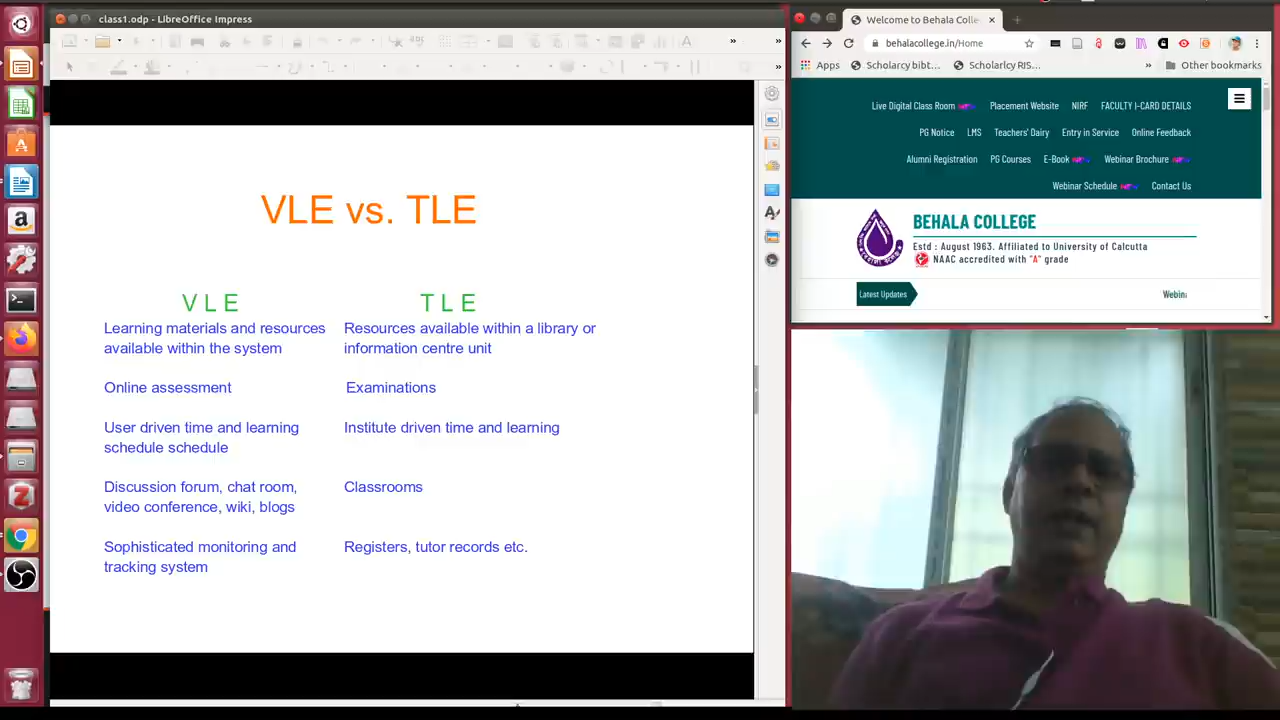 class1.odp - LibreOffice Impress
VLE vs. TLE
V L E
T L E
Learning materials and resources
available within the system
Resources available within a library or
information centre unit
Online assessment
Examinations
User driven time and learning
schedule schedule
Institute driven time and learning
Discussion forum, chat room,
video conference, wiki, blogs
Classrooms
Sophisticated monitoring and
tracking system
Registers, tutor records etc.
Welcome to Behala Colle
behalacollege.in/Home
Apps Scholarcy bibt... Scholarlcy RIS... » Other bookmarks
Live Digital Class Room Placement Website NIRF FACULTY I-CARD DETAILS
PG Notice LMS Teachers' Dairy Entry in Service Online Feedback
Alumni Registration PG Courses E-Book Webinar Brochure
Webinar Schedule Contact Us
BEHALA COLLEGE
Estd : August 1963. Affiliated to University of Calcutta
NAAC accredited with "A" grade
Latest Updates
Webin